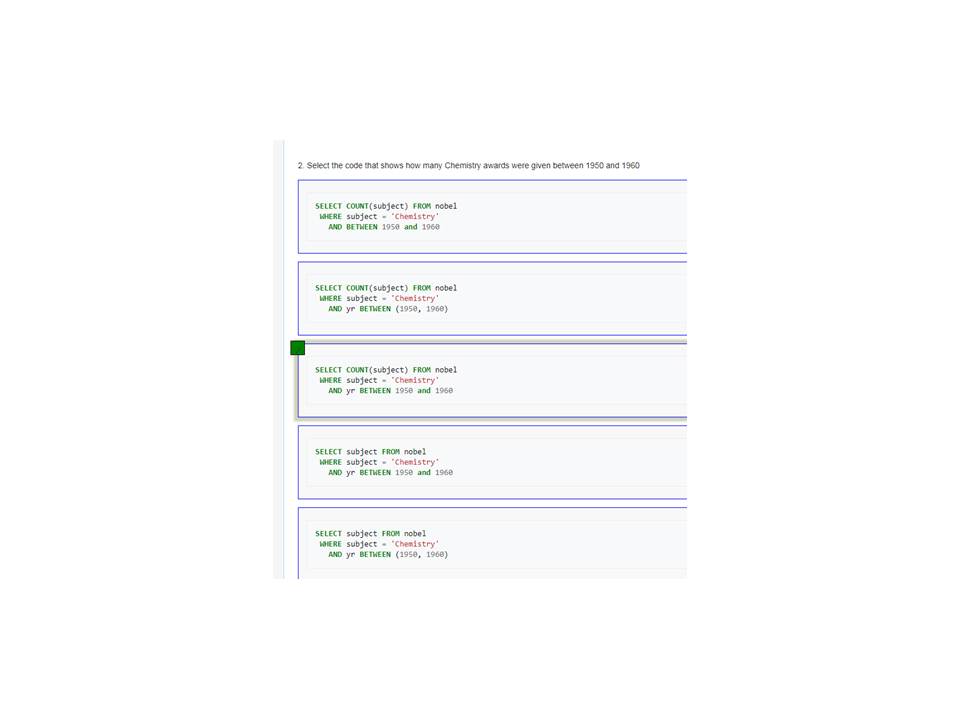 2. Select the code that shows how many Chemistry awards were given between 1950 and 1960
SELECT COUNT(subject) FROM nobel
WHERE subject = 'Chemistry'
AND BETWEEN 1950 and 1960
SELECT COUNT(subject) FROM nobel
WHERE subject = 'Chemistry'
AND yr BETWEEN (1950, 1960)
SELECT COUNT(subject) FROM nobel
WHERE subject = 'Chemistry'
AND yr BETWEEN 1950 and 1960
SELECT subject FROM nobel
WHERE subject = 'Chemistry'
AND yr BETWEEN 1950 and 1960
SELECT subject FROM nobel
WHERE subject = 'Chemistry'
AND yr BETWEEN (1950, 1960)